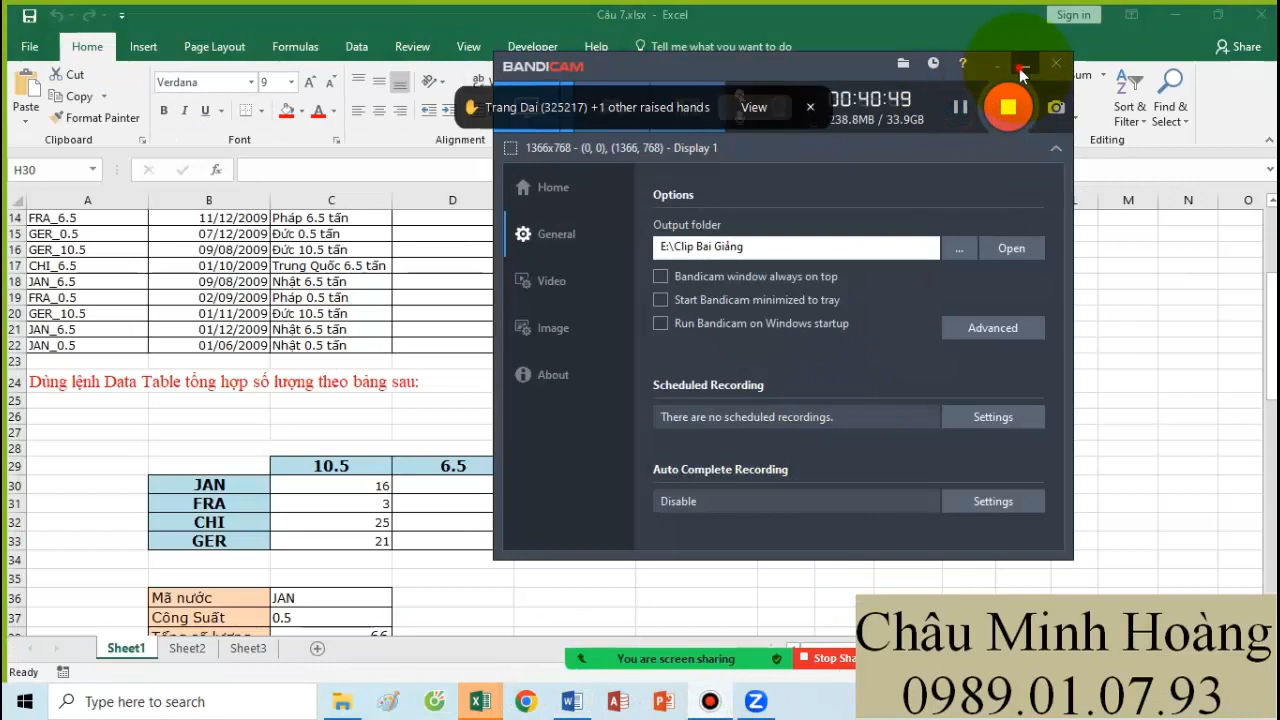 Câu 7.xlsx - Excel
Sign in
File Home Insert Page Layout Formulas Data Review View Developer Help Tell me what you want to do Share
BANDICAM
Cut
Copy
Format Painter
Paste
Verdana 9
B I U
Clipboard Font Alignment Editing
Sort & Filter
Find & Select
Trang Dai (325217) +1 other raised hands View
00:40:49
238.8MB / 33.9GB
1366x768 - (0, 0), (1366, 768) - Display 1
H30
A B C D M N O
14 FRA_6.5 11/12/2009 Pháp 6.5 tấn
15 GER_0.5 07/12/2009 Đức 0.5 tấn
16 GER_10.5 09/08/2009 Đức 10.5 tấn
17 CHI_6.5 01/10/2009 Trung Quốc 6.5 tấn
18 JAN_6.5 09/08/2009 Nhật 6.5 tấn
19 FRA_0.5 02/09/2009 Pháp 0.5 tấn
20 GER_10.5 01/11/2009 Đức 10.5 tấn
21 JAN_6.5 01/12/2009 Nhật 6.5 tấn
22 JAN_0.5 01/06/2009 Nhật 0.5 tấn
23
24 Dùng lệnh Data Table tổng hợp số lượng theo bảng sau:
25
26
27
28
29 10.5 6.5
30 JAN 16
31 FRA 3
32 CHI 25
33 GER 21
34
35
36 Mã nước JAN
37 Công Suất 0.5
Tổng số lượng 66
Home
General
Video
Image
About
Options
Output folder
E:\Clip Bai Giảng ... Open
Bandicam window always on top
Start Bandicam minimized to tray
Run Bandicam on Windows startup
Advanced
Scheduled Recording
There are no scheduled recordings. Settings
Auto Complete Recording
Disable Settings
Sheet1 Sheet2 Sheet3
Ready
You are screen sharing
Stop Sha
Type here to search
Châu Minh Hoàng
0989.01.07.93